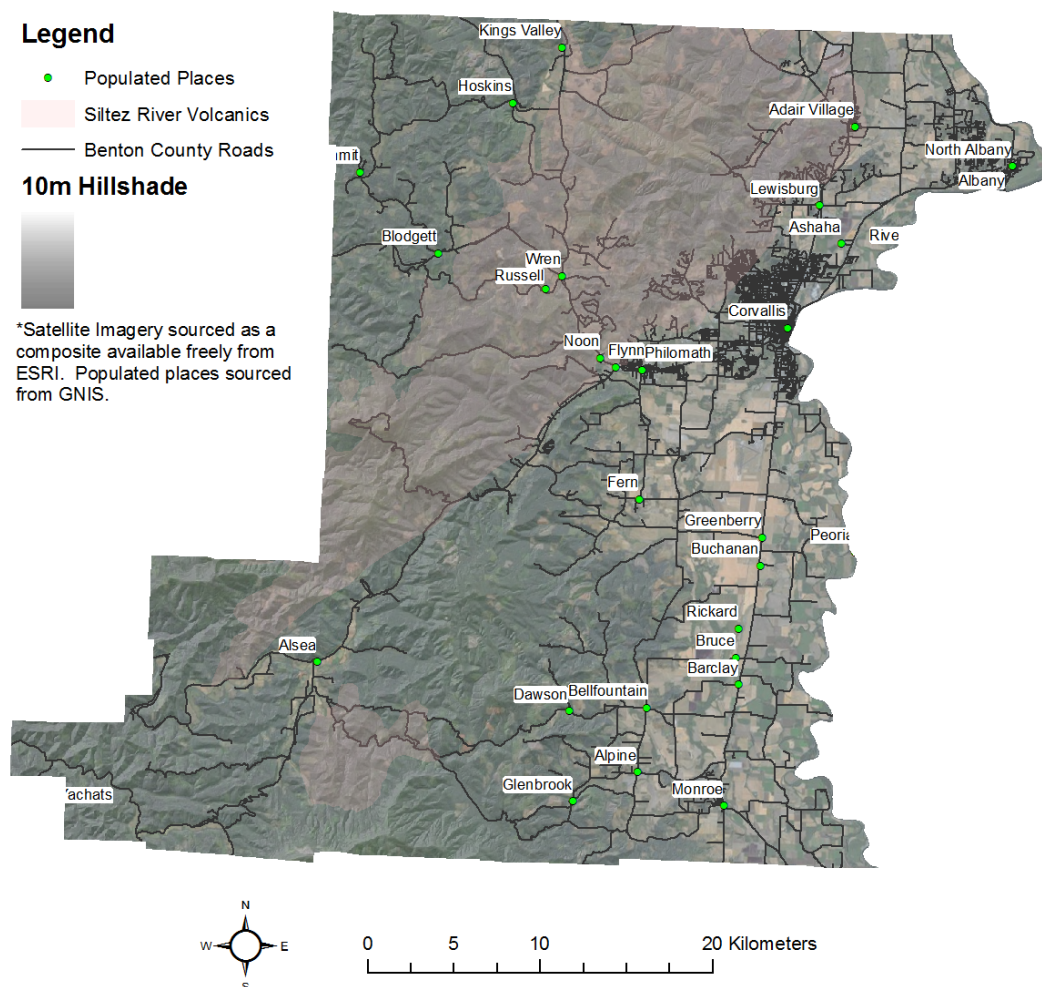 Legend
Populated Places
Siltez River Volcanics
Benton County Roads
10m Hillshade
*Satellite Imagery sourced as a
composite available freely from
ESRI. Populated places sourced
from GNIS.
Kings Valley
Hoskins
Adair Village
mit
North Albany
Albany
Lewisburg
Ashaha
Rive
Blodgett
Wren
Russell
Corvallis
Noon
Flynn
Philomath
Fern
Greenberry
Peoria
Buchanan
Rickard
Bruce
Alsea
Barclay
Dawson
Bellfountain
Alpine
Glenbrook
Monroe
Yachats
N
W
E
S
0
5
10
20 Kilometers